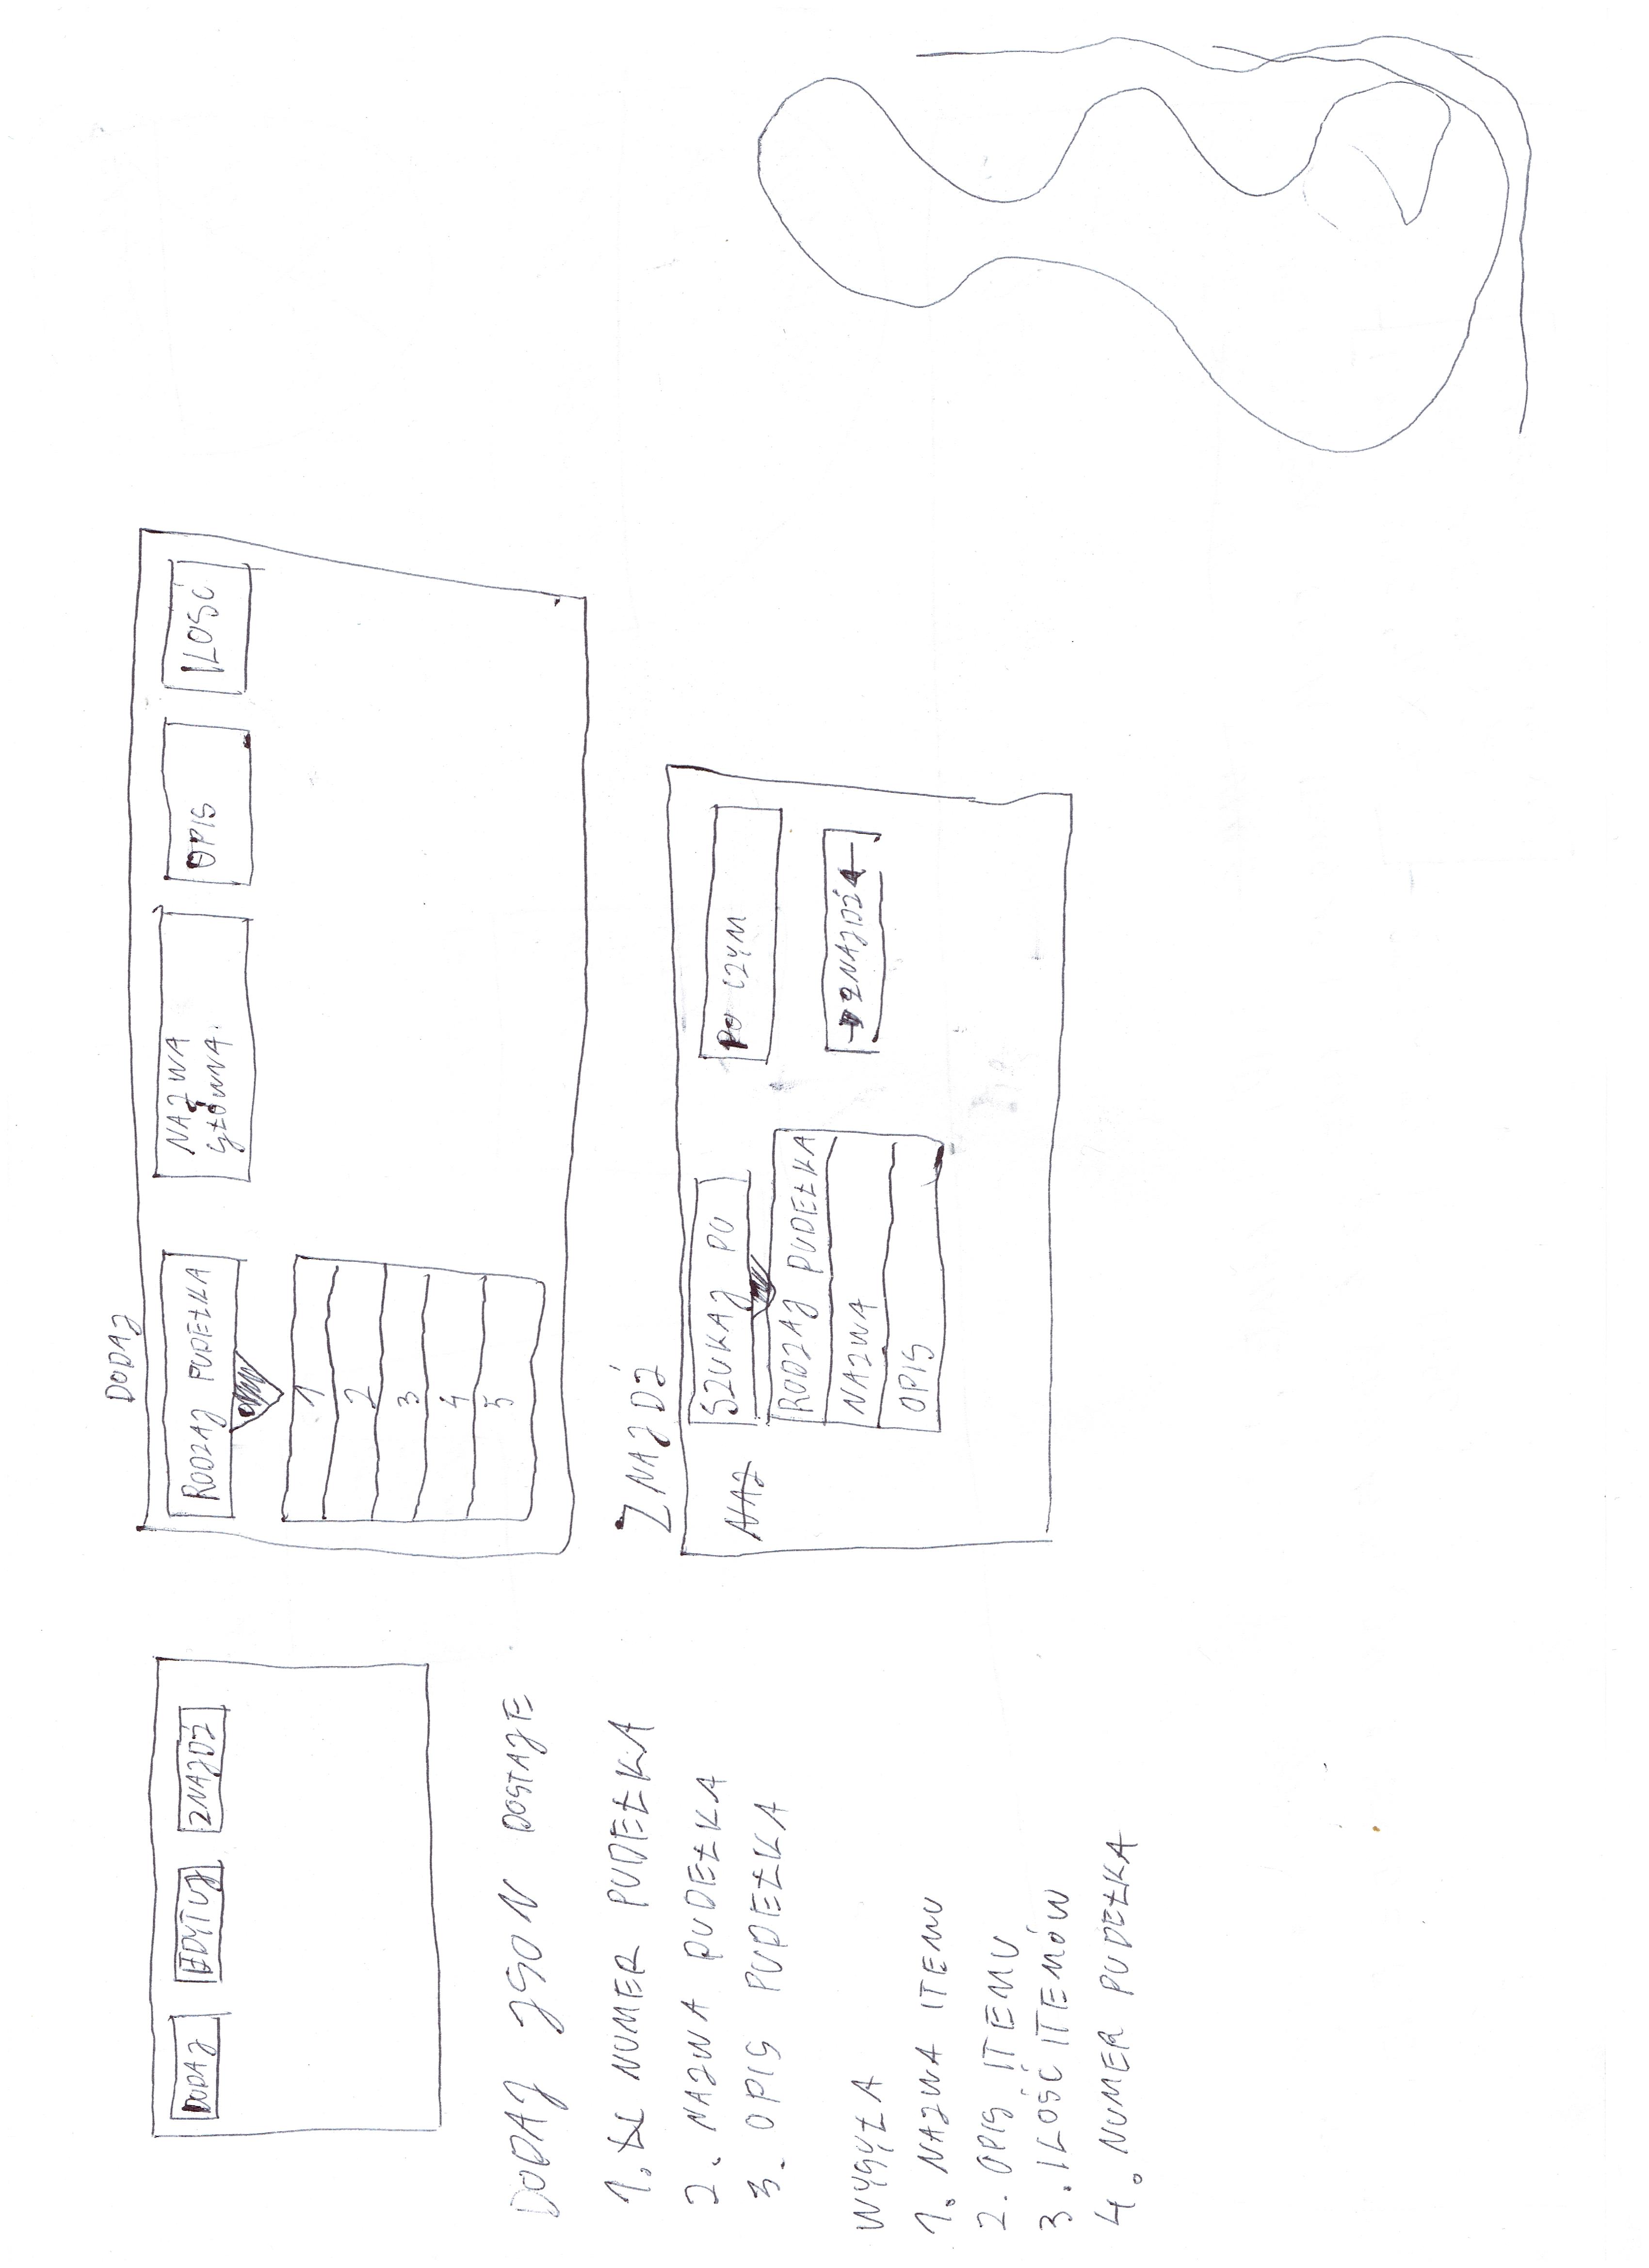 DODAJ EDYTUJ ZNAJDŹ
DODAJ JSON DOSTAJE
1. NUMER PUDEŁKA
2. NAZWA PUDEŁKA
3. OPIS PUDEŁKA
WYSYŁA
1. NAZWA ITEMU
2. OPIS ITEMU
3. ILOŚĆ ITEMÓW
4. NUMER PUDEŁKA
DODAJ
RODZAJ PUDEŁKA
NAZWA
GŁÓWNA.
OPIS
ILOŚĆ
1
2
3
4
5
ZNAJDŹ
NAZ
SZUKAJ PO
RODZAJ PUDEŁKA
NAZWA
OPIS
PO CZYM
ZNAJDŹ